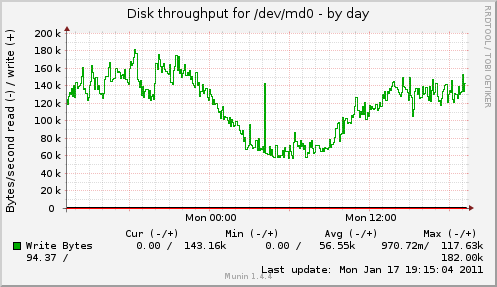 Disk throughput for /dev/md0 - by day
RRDTOOL / TOBI OETIKER
Bytes/second read (-) / write (+)
200 k
180 k
160 k
140 k
120 k
100 k
80 k
60 k
40 k
20 k
0
Mon 00:00 Mon 12:00
Cur (-/+) Min (-/+) Avg (-/+) Max (-/+)
Write Bytes 0.00 / 143.16k 0.00 / 56.55k 970.72m/ 117.63k
94.37 / 182.00k
Last update: Mon Jan 17 19:15:04 2011
Munin 1.4.4